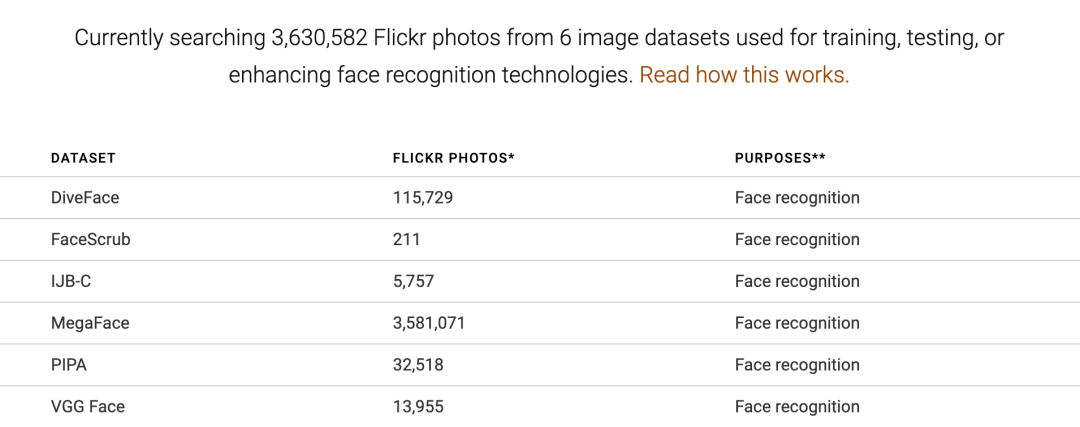 Currently searching 3,630,582 Flickr photos from 6 image datasets used for training, testing, or
enhancing face recognition technologies. Read how this works.
DATASET FLICKR PHOTOS* PURPOSES**
DiveFace 115,729 Face recognition
FaceScrub 211 Face recognition
IJB-C 5,757 Face recognition
MegaFace 3,581,071 Face recognition
PIPA 32,518 Face recognition
VGG Face 13,955 Face recognition